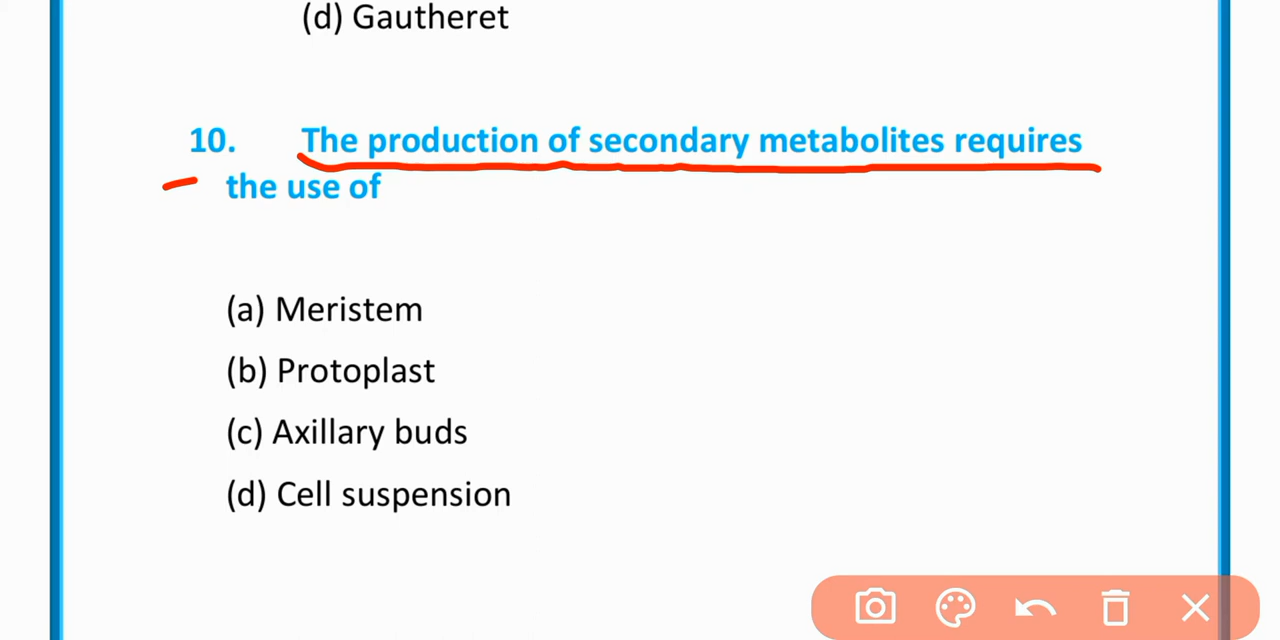 (d) Gautheret
10. The production of secondary metabolites requires
the use of
(a) Meristem
(b) Protoplast
(c) Axillary buds
(d) Cell suspension